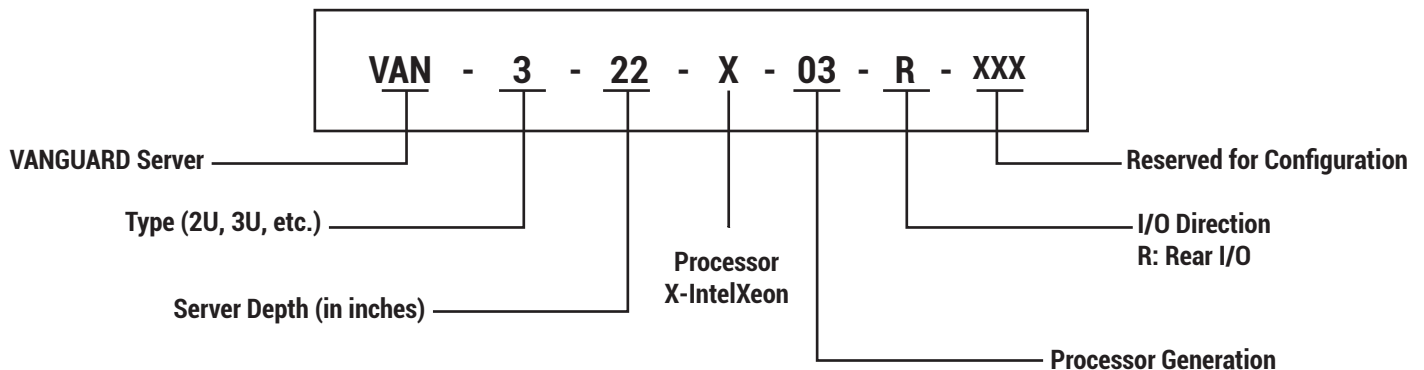 VAN - 3 - 22 - X - 03 - R - XXX
VANGUARD Server
Reserved for Configuration
Type (2U, 3U, etc.)
I/O Direction
R: Rear I/O
Processor
X-IntelXeon
Server Depth (in inches)
Processor Generation